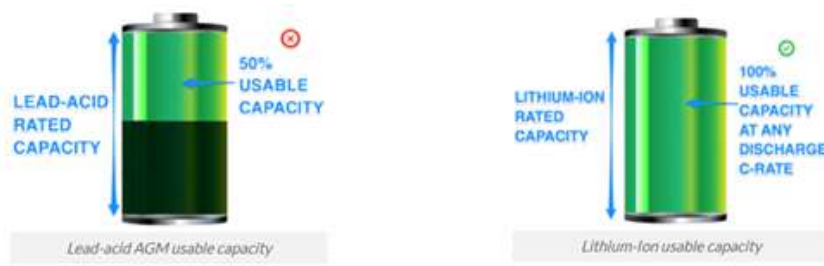 50%
USABLE
CAPACITY
LEAD-ACID
RATED
CAPACITY
Lead-acid AGM usable capacity
LITHIUM-ION
RATED
CAPACITY
100%
USABLE
CAPACITY
AT ANY
DISCHARGE
C-RATE
Lithium-Ion usable capacity